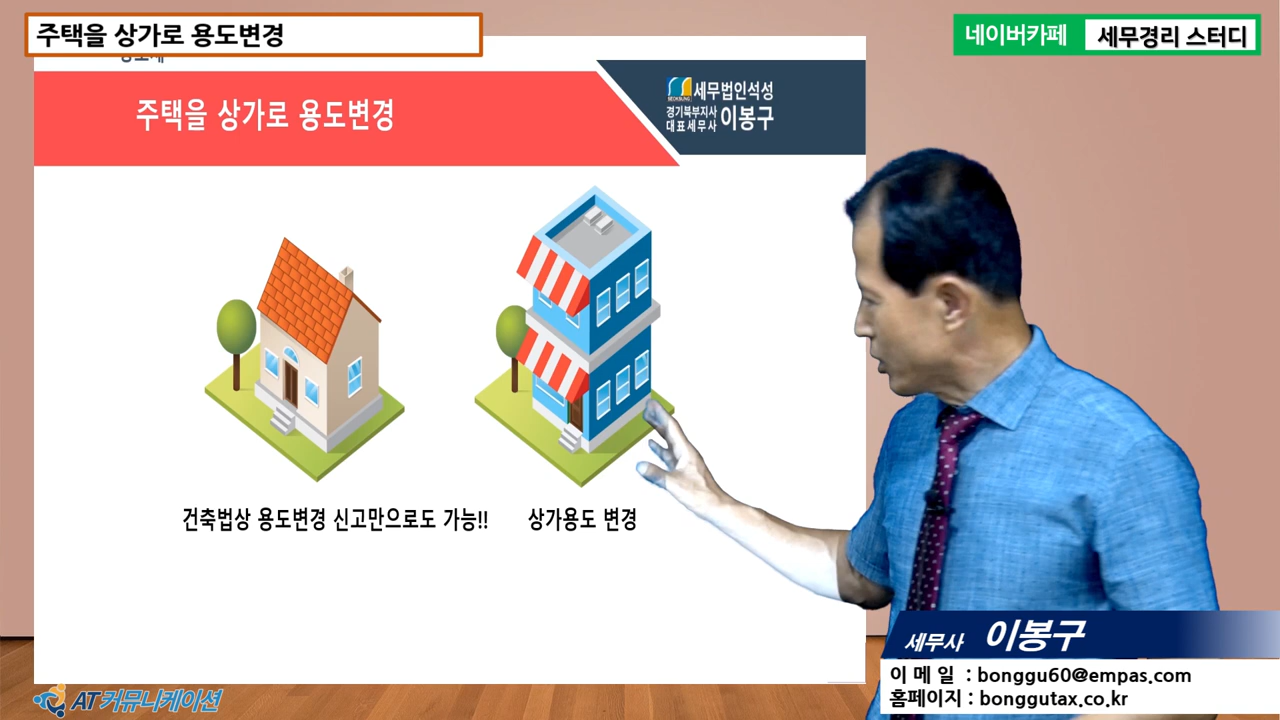 주택을 상가로 용도변경
네이버카페 세무경리 스터디
주택을 상가로 용도변경
SEOKSUNG 세무법인석성
경기북부지사
대표세무사 이봉구
건축법상 용도변경 신고만으로도 가능!! 상가용도 변경
세무사 이봉구
이 메 일 : bonggu60@empas.com
홈페이지 : bonggutax.co.kr
AT커뮤니케이션